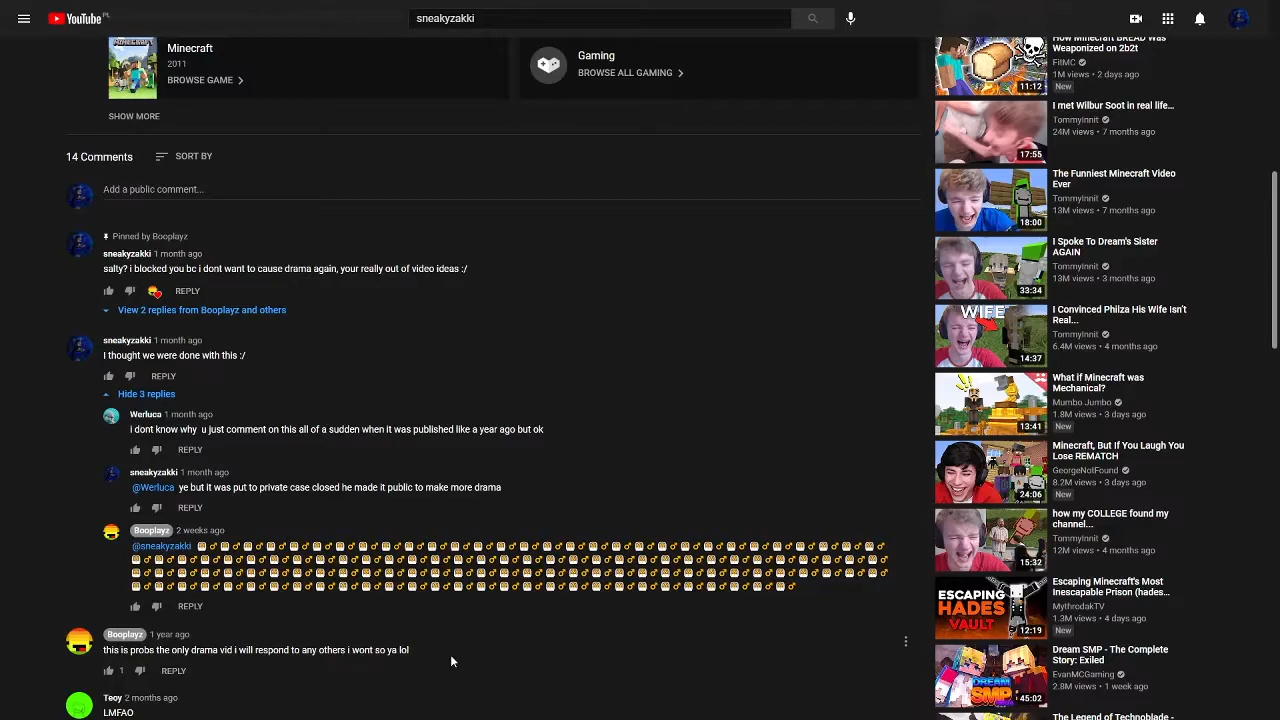 YouTube PL
sneakyzakki
Minecraft
2011
BROWSE GAME
Gaming
BROWSE ALL GAMING
SHOW MORE
14 Comments
SORT BY
Add a public comment...
Pinned by Booplayz
sneakyzakki 1 month ago
salty? i blocked you bc i dont want to cause drama again, your really out of video ideas :/
REPLY
View 2 replies from Booplayz and others
sneakyzakki 1 month ago
I thought we were done with this :/
REPLY
Hide 3 replies
Werluca 1 month ago
i dont know why u just comment on this all of a sudden when it was published like a year ago but ok
REPLY
sneakyzakki 1 month ago
@Werluca ye but it was put to private case closed he made it public to make more drama
REPLY
Booplayz 2 weeks ago
@sneakyzakki
REPLY
Booplayz 1 year ago
this is probs the only drama vid i will respond to any others i wont so ya lol
1 REPLY
Teoy 2 months ago
LMFAO
How Minecraft BREAD Was
Weaponized on 2b2t
FitMC
1M views • 2 days ago
New
11:12
I met Wilbur Soot in real life...
TommyInnit
24M views • 7 months ago
17:55
The Funniest Minecraft Video
Ever
TommyInnit
13M views • 7 months ago
18:00
I Spoke To Dream's Sister
AGAIN
TommyInnit
13M views • 3 months ago
33:34
I Convinced Philza His Wife Isn't
Real...
TommyInnit
6.4M views • 4 months ago
WIFE
14:37
What if Minecraft was
Mechanical?
Mumbo Jumbo
1.8M views • 3 days ago
New
13:41
Minecraft, But If You Laugh You
Lose REMATCH
GeorgeNotFound
8.2M views • 3 days ago
New
24:06
how my COLLEGE found my
channel...
TommyInnit
12M views • 4 months ago
15:32
Escaping Minecraft's Most
Inescapable Prison (hades...
MythrodakTV
1.3M views • 4 days ago
New
ESCAPING
HADES
VAULT
12:19
Dream SMP - The Complete
Story: Exiled
EvanMCGaming
2.8M views • 1 week ago
DREAM
SMP
45:02
The Legend of Technoblade -